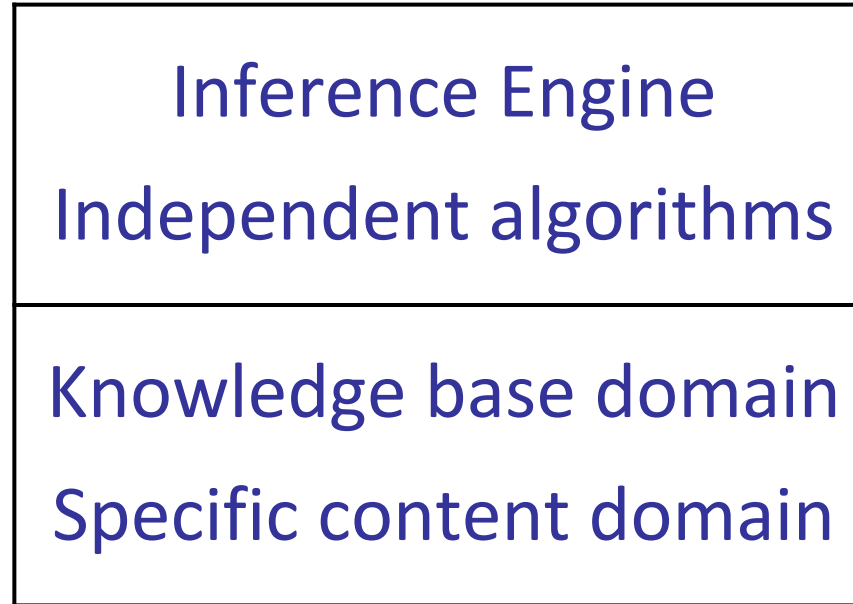 Inference Engine
Independent algorithms
Knowledge base domain
Specific content domain